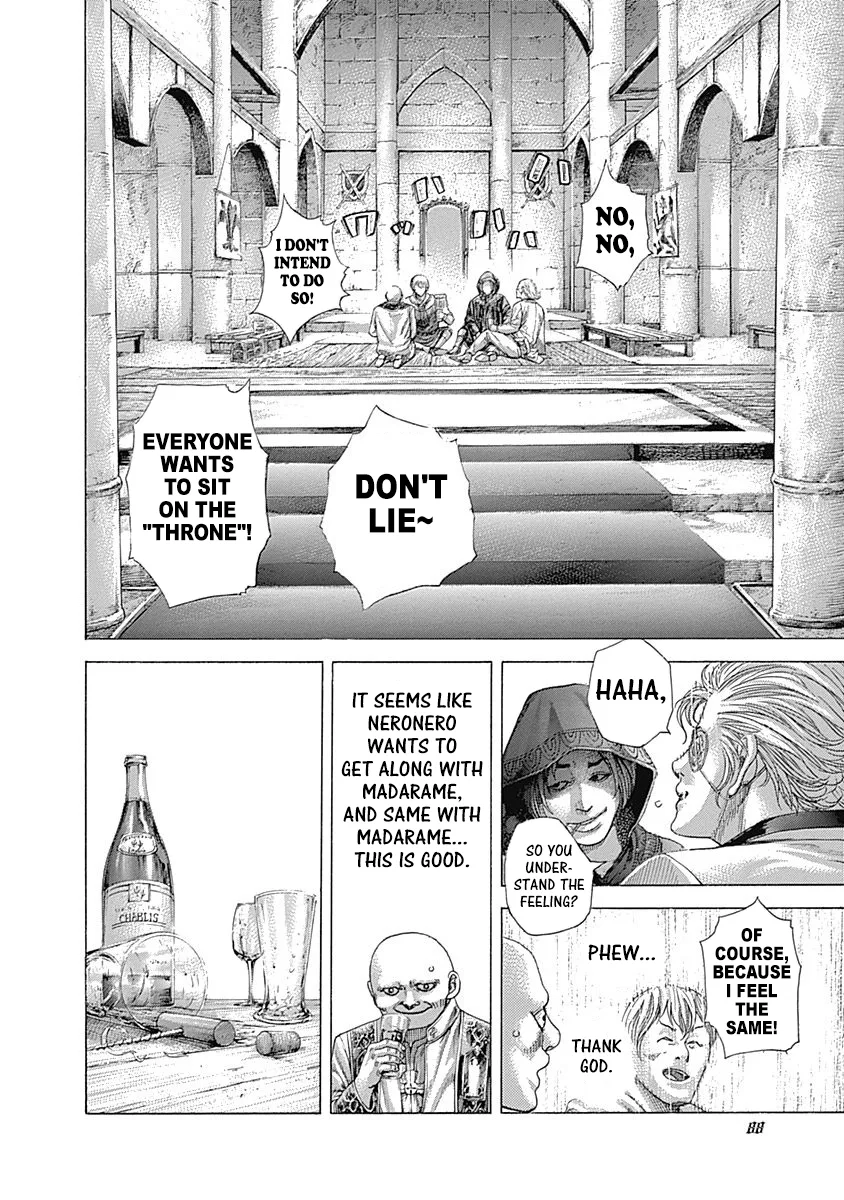 NO,
NO,
I DON'T
INTEND
TO DO
SO!
DON'T
LIE~
EVERYONE
WANTS
TO SIT
ON THE
"THRONE"!
HAHA,
SO YOU
UNDER-
STAND THE
FEELING?
OF
COURSE,
BECAUSE
I FEEL
THE
SAME!
PHEW...
THANK
GOD.
IT SEEMS LIKE
NERONERO
WANTS TO
GET ALONG WITH
MADARAME,
AND SAME WITH
MADARAME...
THIS IS GOOD.
CHABLIS
88